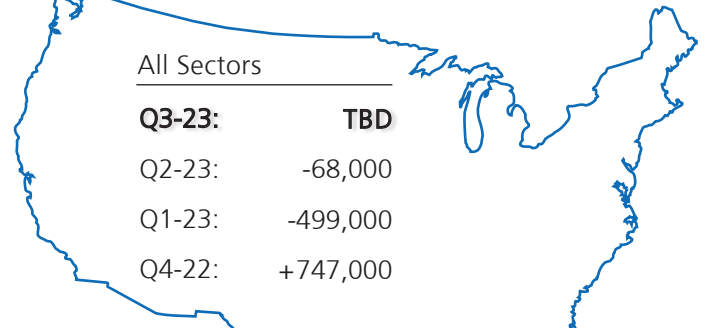 All Sectors
Q3-23: TBD
Q2-23: -68,000
Q1-23: -499,000
Q4-22: +747,000